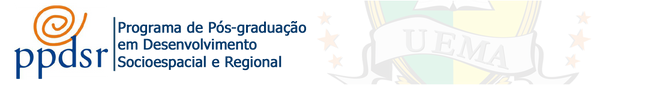 ppdsr
Programa de Pós-graduação
em Desenvolvimento
Socioespacial e Regional
UEMA